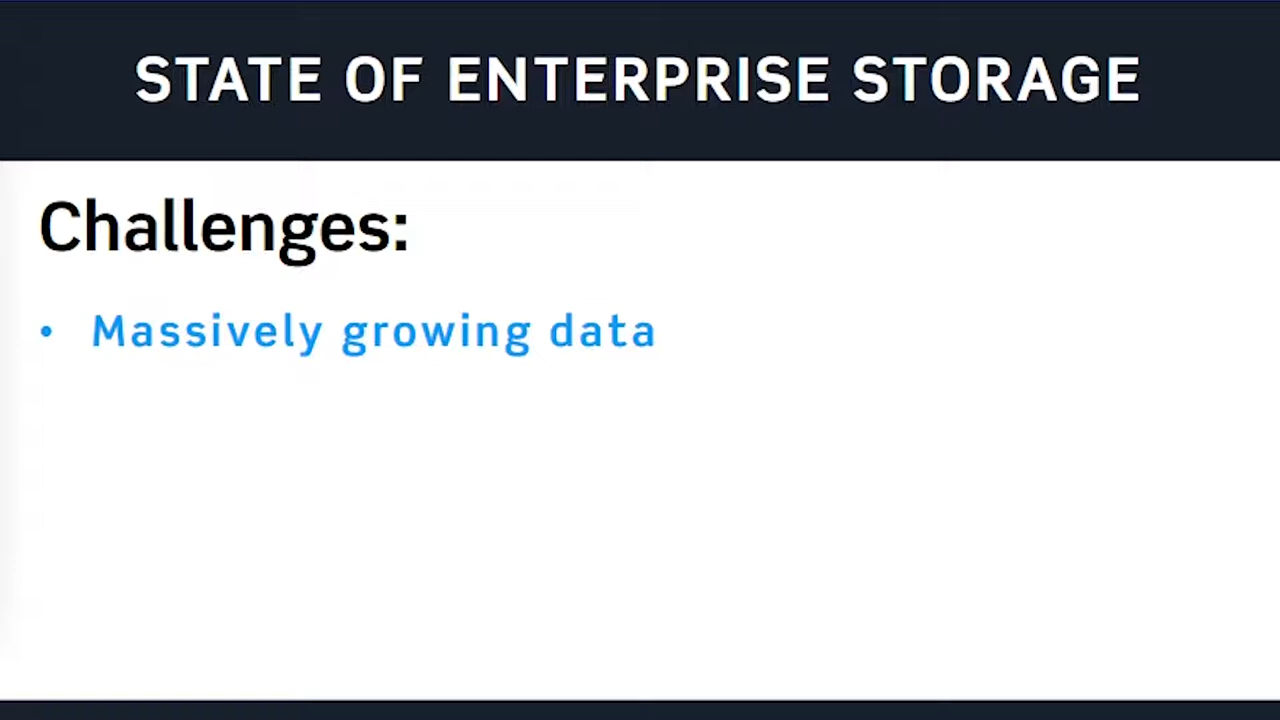 STATE OF ENTERPRISE STORAGE
Challenges:
• Massively growing data